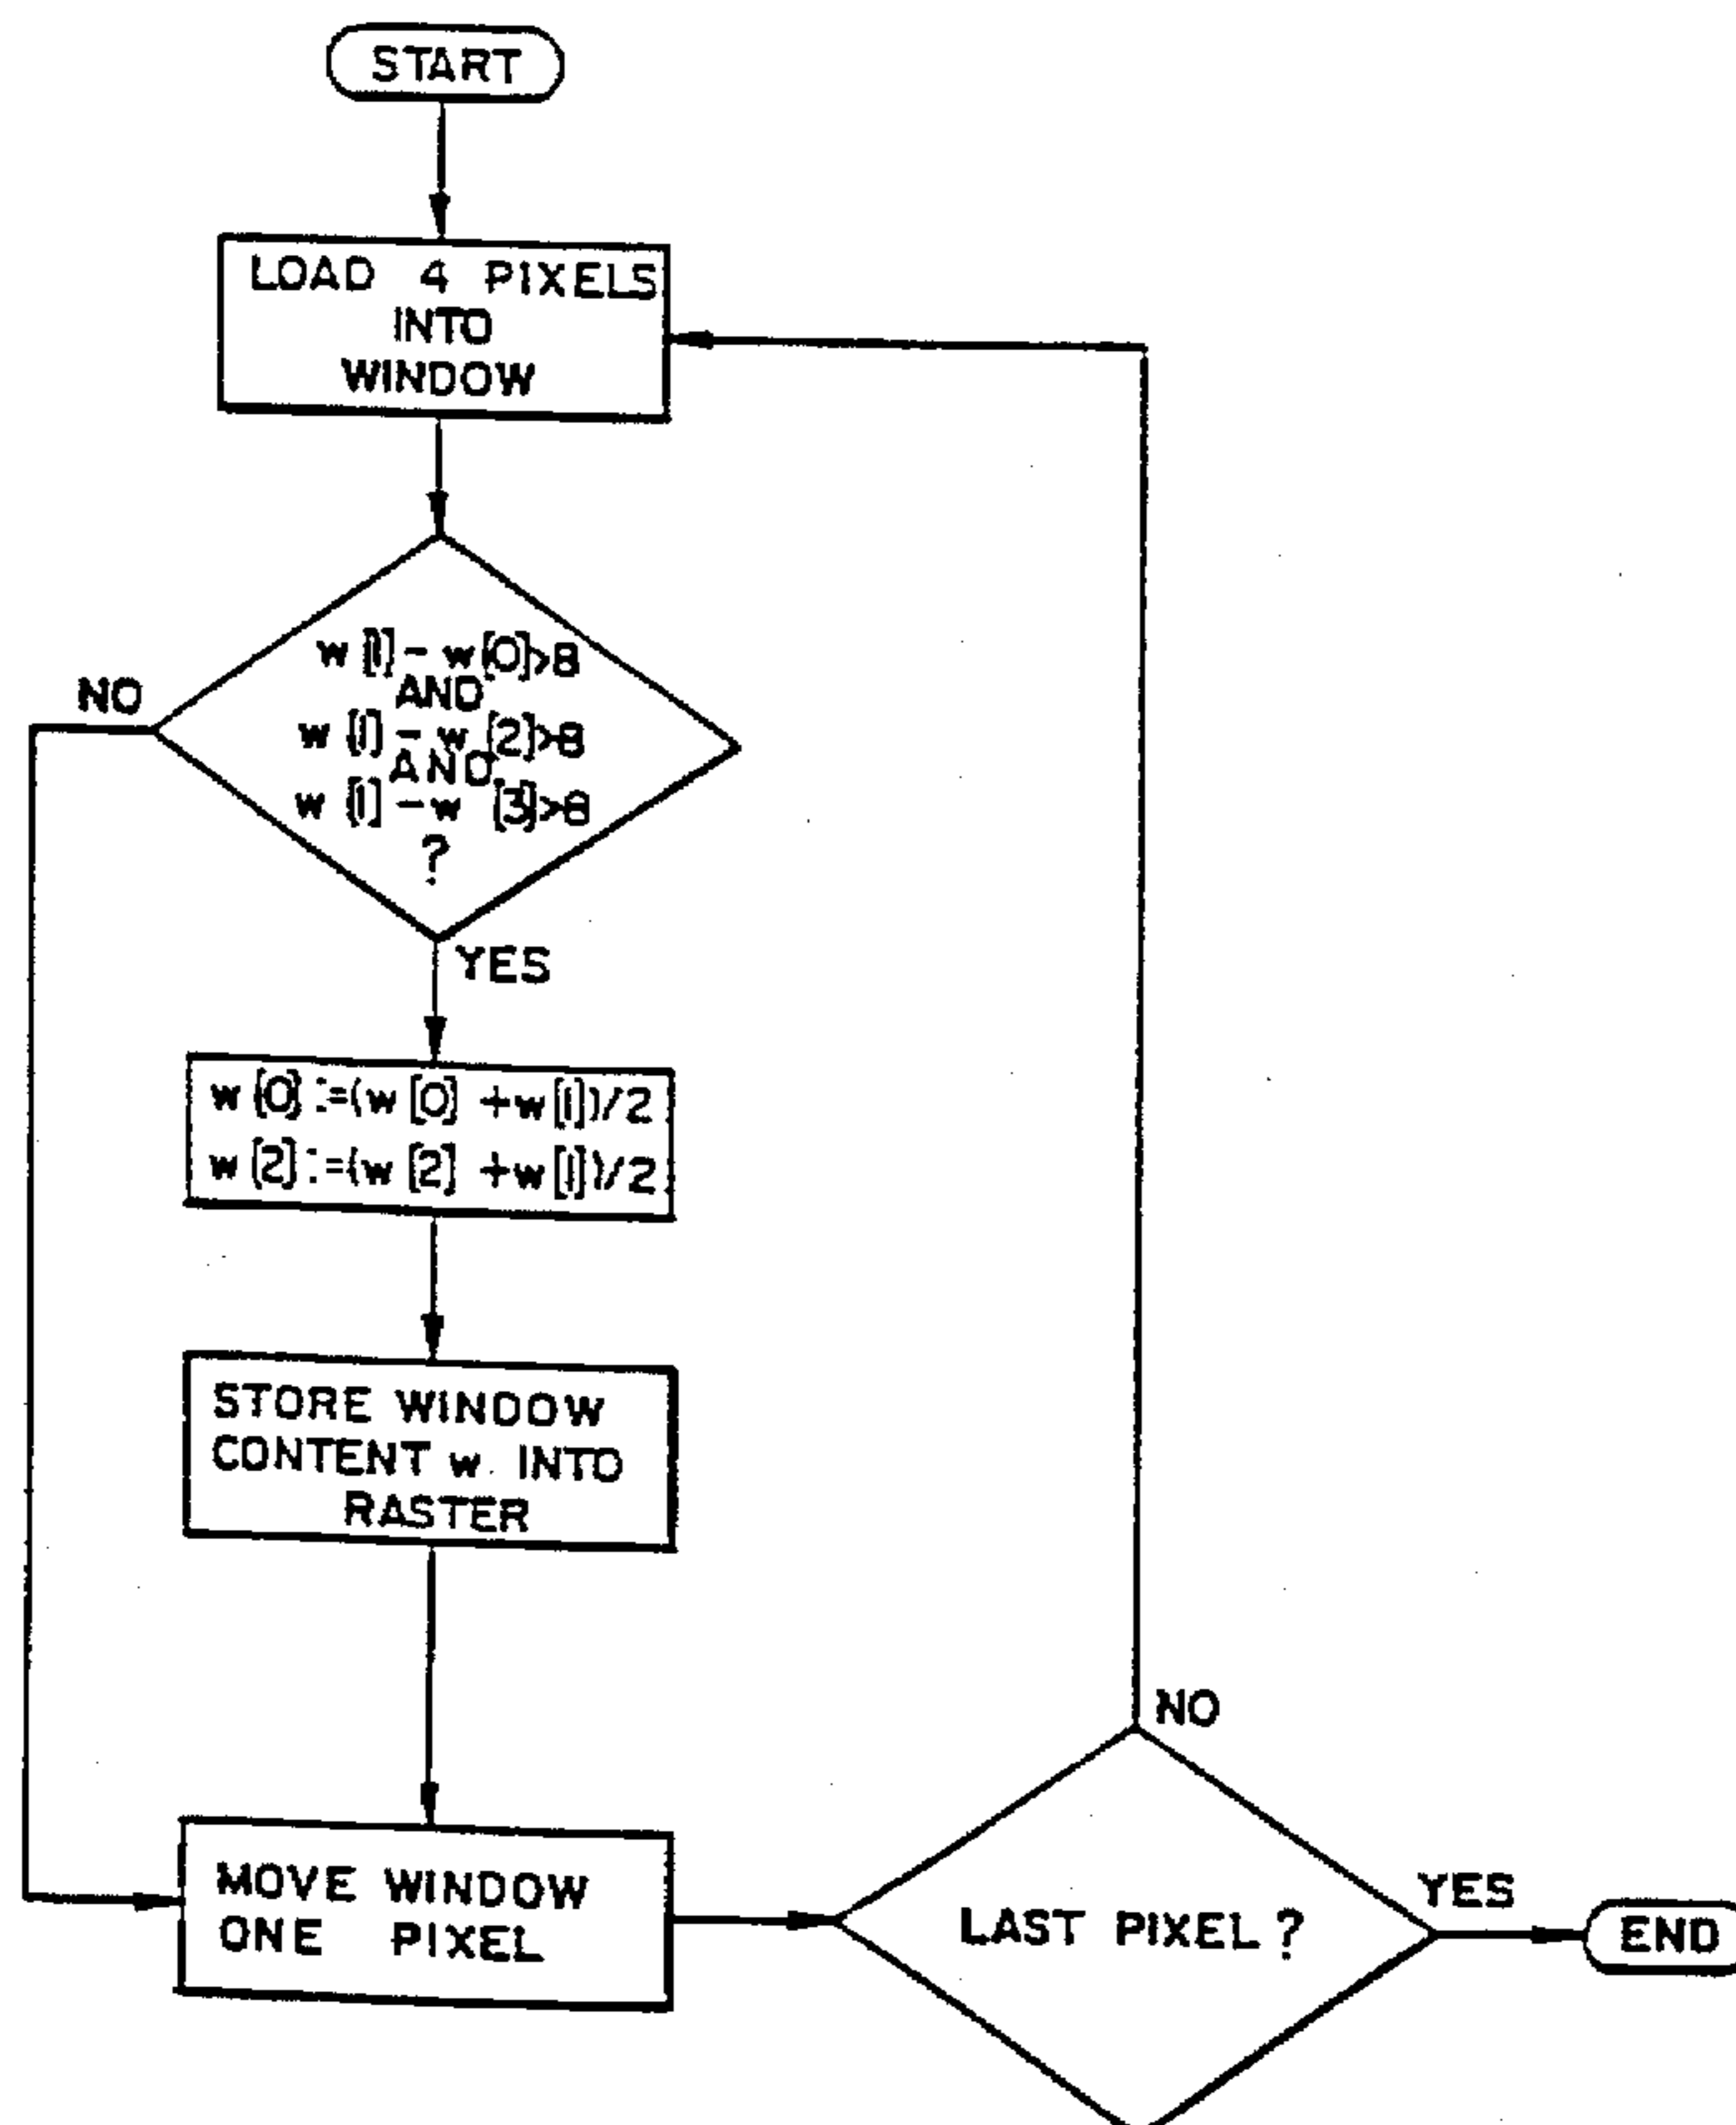 START
LOAD 4 PIXELS
INTO
WINDOW
w[1]-w[0]>8
AND
w[1]-w[2]>8
AND
w[1]-w[3]>8
?
NO
YES
w[0]:=(w[0]+w[1])/2
w[2]:=(w[2]+w[1])/2
STORE WINDOW
CONTENT w INTO
RASTER
MOVE WINDOW
ONE PIXEL
LAST PIXEL?
NO
YES
END